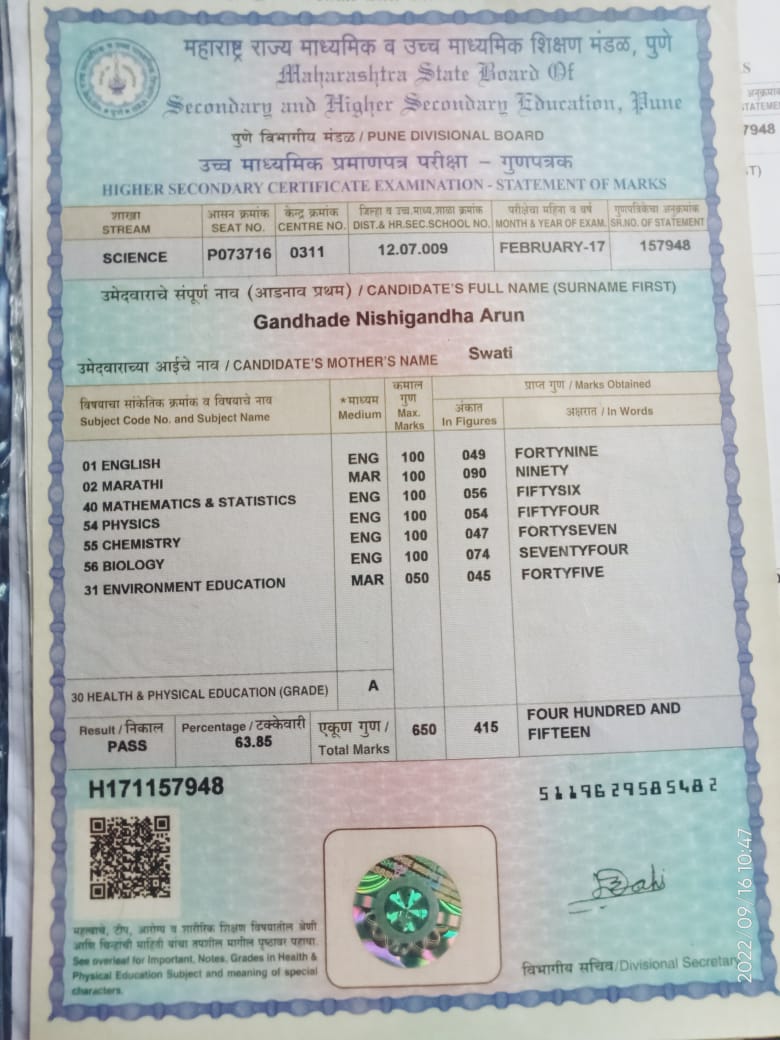 महाराष्ट्र राज्य माध्यमिक व उच्च माध्यमिक शिक्षण मंडळ, पुणे
Maharashtra State Board Of
Secondary and Higher Secondary Education, Pune
पुणे विभागीय मंडळ / PUNE DIVISIONAL BOARD
उच्च माध्यमिक प्रमाणपत्र परीक्षा – गुणपत्रक
HIGHER SECONDARY CERTIFICATE EXAMINATION - STATEMENT OF MARKS
शाखा आसन क्रमांक केन्द्र क्रमांक जिल्हा व उच्च.माध्य.शाळा क्रमांक परीक्षेचा महिना व वर्ष गुणपत्रिकेचा अनुक्रमांक
STREAM SEAT NO. CENTRE NO. DIST.& HR.SEC.SCHOOL NO. MONTH & YEAR OF EXAM. SR.NO. OF STATEMENT
SCIENCE P073716 0311 12.07.009 FEBRUARY-17 157948
उमेदवाराचे संपूर्ण नाव (आडनाव प्रथम) / CANDIDATE'S FULL NAME (SURNAME FIRST)
Gandhade Nishigandha Arun
उमेदवाराच्या आईचे नाव / CANDIDATE'S MOTHER'S NAME Swati
विषयाचा सांकेतिक क्रमांक व विषयाचे नाव
Subject Code No. and Subject Name
*माध्यम
Medium
कमाल
गुण
Max.
Marks
प्राप्त गुण / Marks Obtained
अंकात
In Figures
अक्षरात / In Words
01 ENGLISH ENG 100 049 FORTYNINE
02 MARATHI MAR 100 090 NINETY
40 MATHEMATICS & STATISTICS ENG 100 056 FIFTYSIX
54 PHYSICS ENG 100 054 FIFTYFOUR
55 CHEMISTRY ENG 100 047 FORTYSEVEN
56 BIOLOGY ENG 100 074 SEVENTYFOUR
31 ENVIRONMENT EDUCATION MAR 050 045 FORTYFIVE
30 HEALTH & PHYSICAL EDUCATION (GRADE) A
Result / निकाल
PASS
Percentage / टक्केवारी
63.85
एकूण गुण /
Total Marks
650 415
FOUR HUNDRED AND
FIFTEEN
H171157948
5119629585482
महत्वाचे, टीप, आरोग्य व शारीरिक शिक्षण विषयातील श्रेणी
आणि चिन्हांची माहिती यांचा तपशील मागील पृष्ठावर पहावा.
See overleaf for Important, Notes, Grades in Health &
Physical Education Subject and meaning of special
characters.
विभागीय सचिव/Divisional Secretary
2022/09/16 10:47
7948